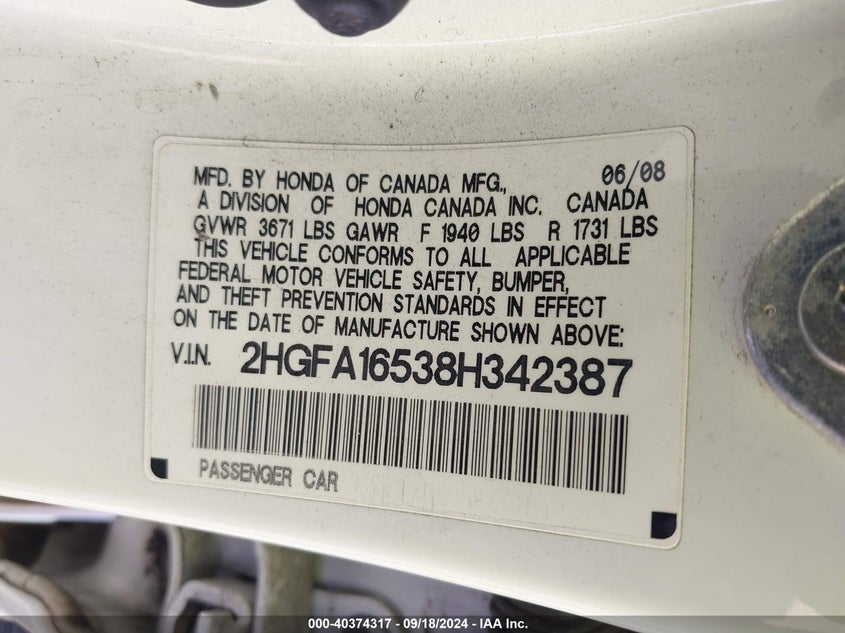 MFD. BY HONDA OF CANADA MFG., 06/08
A DIVISION OF HONDA CANADA INC. CANADA
GVWR 3671 LBS GAWR F 1940 LBS R 1731 LBS
THIS VEHICLE CONFORMS TO ALL APPLICABLE
FEDERAL MOTOR VEHICLE SAFETY, BUMPER,
AND THEFT PREVENTION STANDARDS IN EFFECT
ON THE DATE OF MANUFACTURE SHOWN ABOVE:
V.I.N. 2HGFA16538H342387
PASSENGER CAR
000-40374317 - 09/18/2024 - IAA Inc.